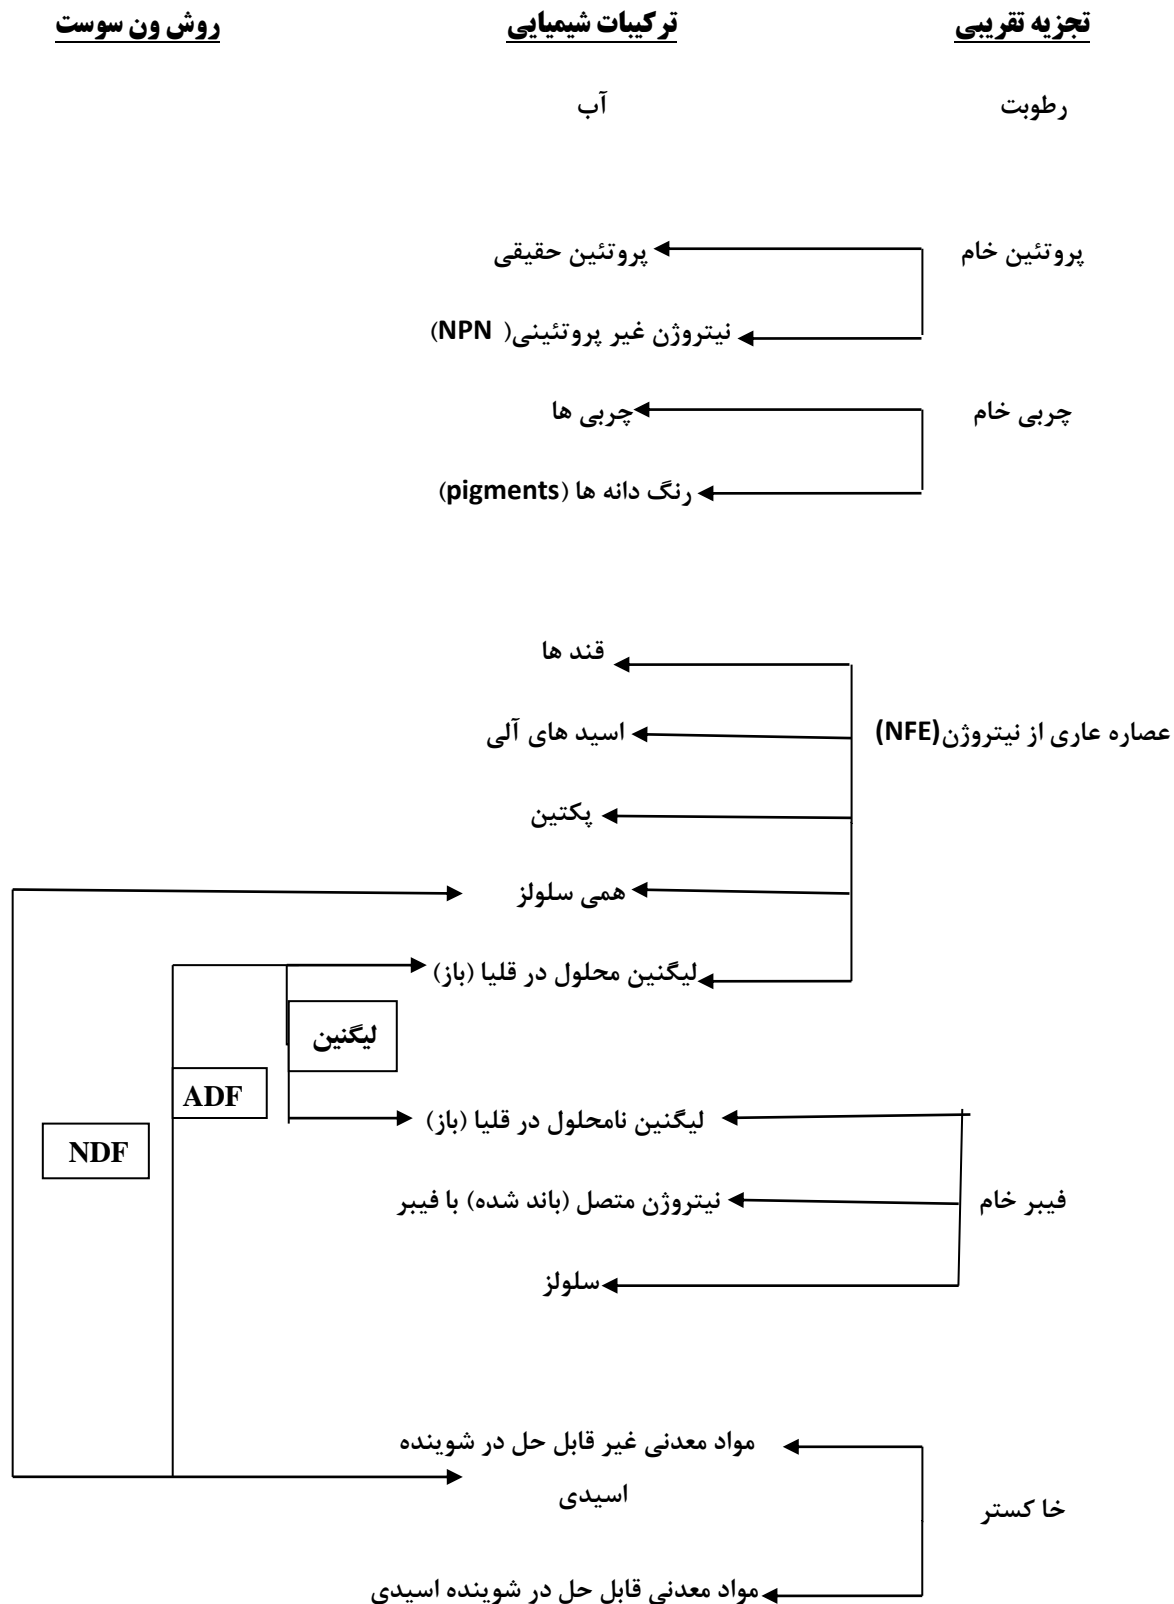 تجزیه تقریبی ترکیبات شیمیایی روش ون سوست
رطوبت آب
پروتئین خام پروتئین حقیقی
نیتروژن غیر پروتئینی( NPN)
چربی خام چربی ها
رنگ دانه ها (pigments)
قند ها
عصاره عاری از نیتروژن(NFE) اسید های آلی
پکتین
همی سلولز
لیگنین محلول در قلیا (باز)
لیگنین
ADF
لیگنین نامحلول در قلیا (باز)
NDF
فیبر خام نیتروژن متصل (باند شده) با فیبر
سلولز
مواد معدنی غیر قابل حل در شوینده
اسیدی
خا کستر
مواد معدنی قابل حل در شوینده اسیدی